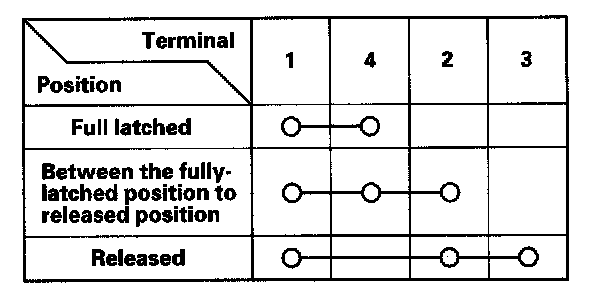 Terminal
Position
1 4 2 3
Full latched
Between the fully-
latched position to
released position
Released